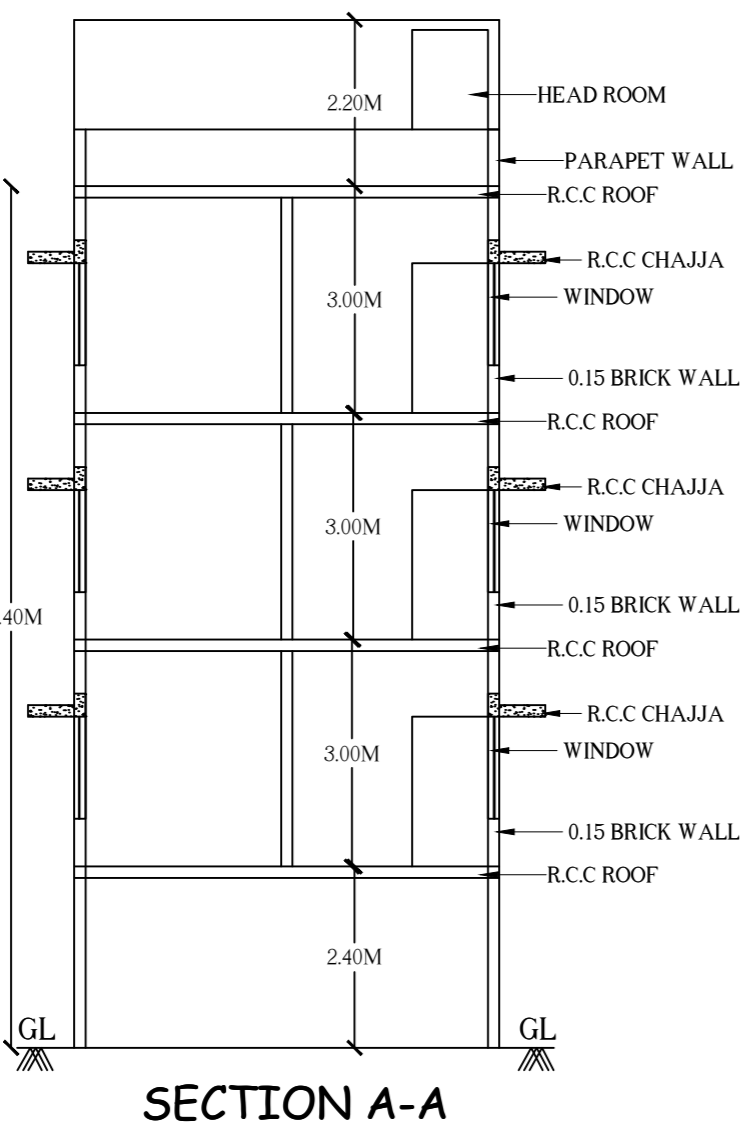 2.20M
HEAD ROOM
PARAPET WALL
R.C.C ROOF
R.C.C CHAJJA
3.00M
WINDOW
0.15 BRICK WALL
R.C.C ROOF
R.C.C CHAJJA
3.00M
WINDOW
0.15 BRICK WALL
.40M
R.C.C ROOF
R.C.C CHAJJA
3.00M
WINDOW
0.15 BRICK WALL
R.C.C ROOF
2.40M
GL
GL
SECTION A-A